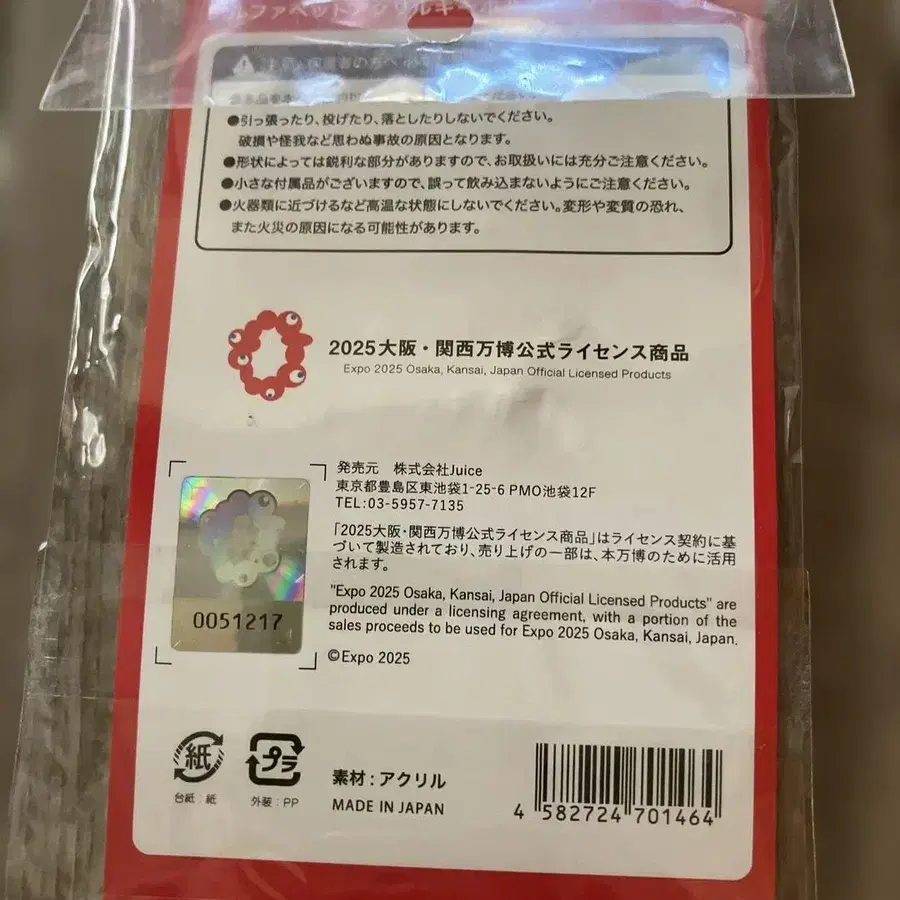 ルファベットアクリルキー
●引っ張ったり、投げたり、落としたりしないでください。
破損や怪我など思わぬ事故の原因となります。
●形状によっては鋭利な部分がありますので、お取扱いには充分ご注意ください。
●小さな付属品がございますので、誤って飲み込まないようにご注意ください。
●火器類に近づけるなど高温な状態にしないでください。変形や変質の恐れ、
また火災の原因になる可能性があります。
2025大阪・関西万博公式ライセンス商品
Expo 2025 Osaka, Kansai, Japan Official Licensed Products
発売元 株式会社Juice
東京都豊島区東池袋1-25-6 PMO池袋12F
TEL:03-5957-7135
「2025大阪・関西万博公式ライセンス商品」はライセンス契約に基
づいて製造されており、売り上げの一部は、本万博のために活用
されます。
"Expo 2025 Osaka, Kansai, Japan Official Licensed Products" are
produced under a licensing agreement, with a portion of the
sales proceeds to be used for Expo 2025 Osaka, Kansai, Japan.
©Expo 2025
0051217
紙
台紙:紙
プラ
外装:PP
素材:アクリル
MADE IN JAPAN
4 582724 701464